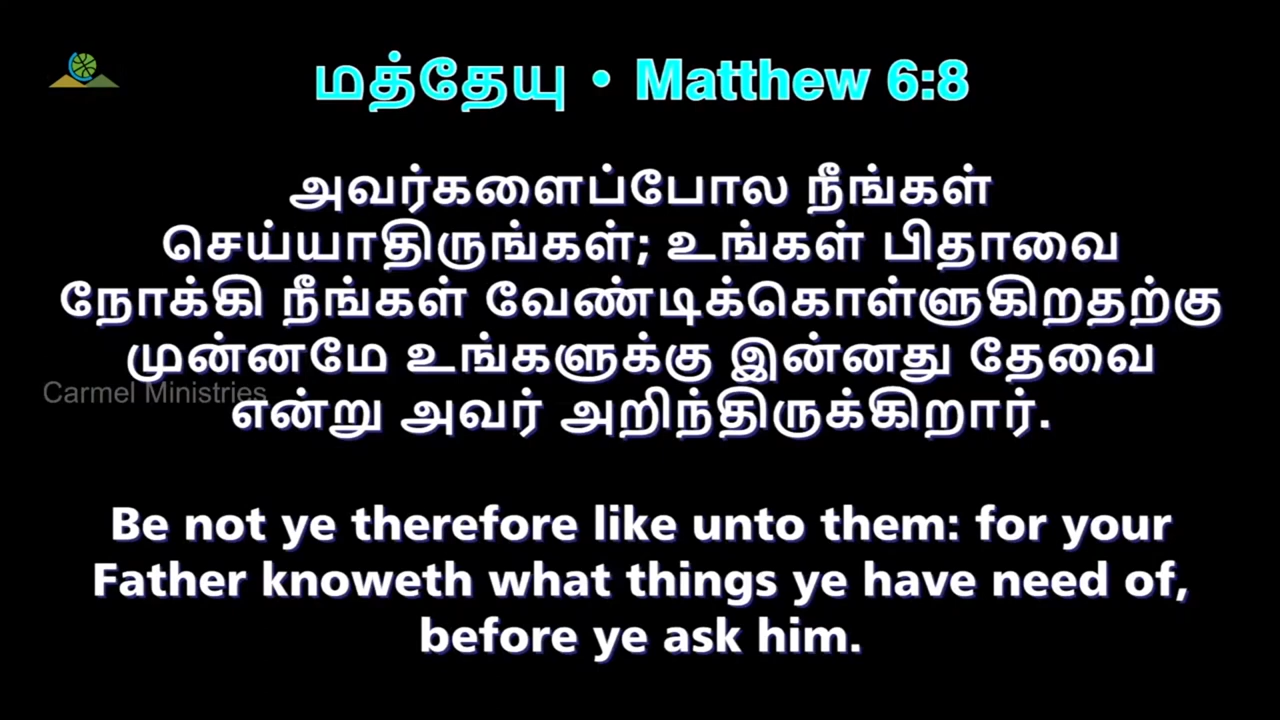 மத்தேயு • Matthew 6:8
அவர்களைப்போல நீங்கள்
செய்யாதிருங்கள்; உங்கள் பிதாவை
நோக்கி நீங்கள் வேண்டிக்கொள்ளுகிறதற்கு
முன்னமே உங்களுக்கு இன்னது தேவை
Carmel Ministries
என்று அவர் அறிந்திருக்கிறார்.
Be not ye therefore like unto them: for your
Father knoweth what things ye have need of,
before ye ask him.